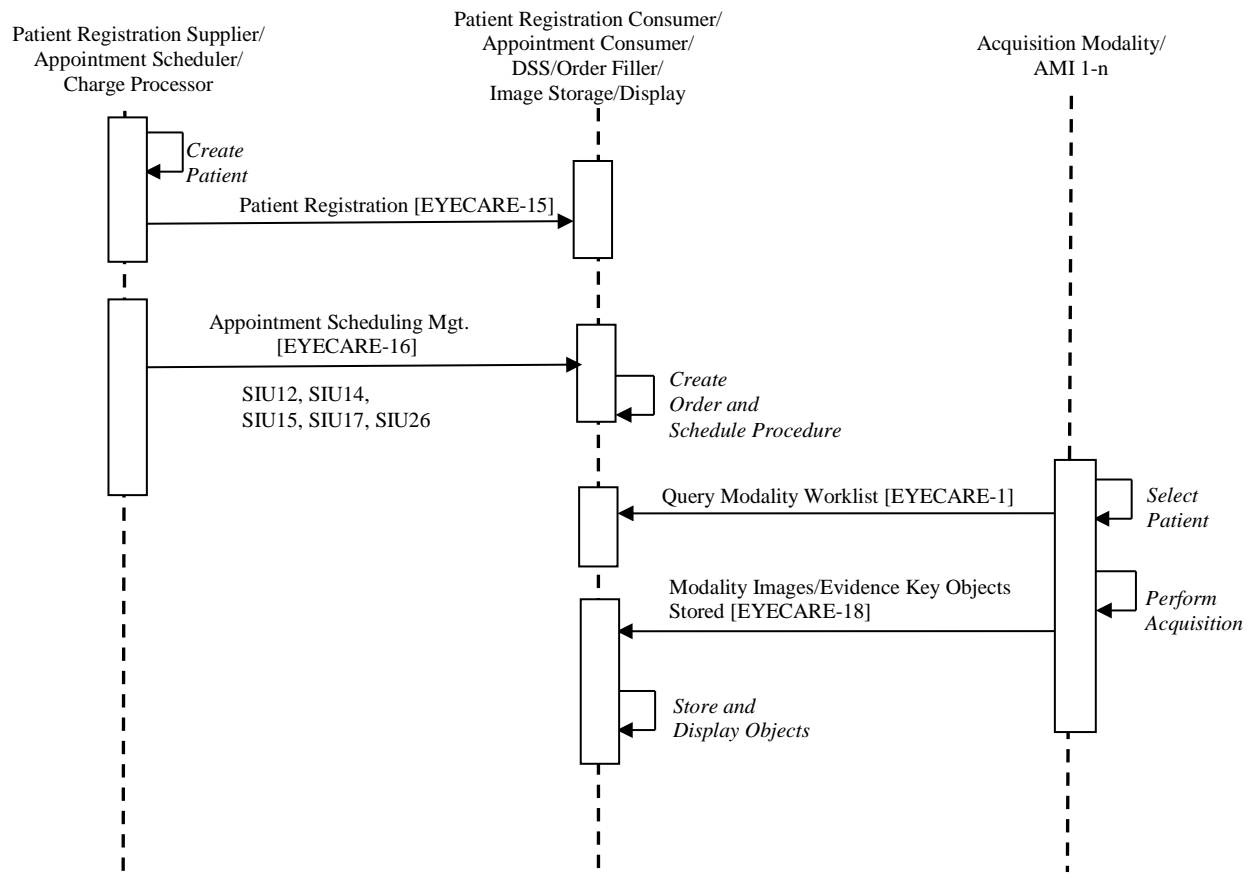 Patient Registration Supplier/
Appointment Scheduler/
Charge Processor
Patient Registration Consumer/
Appointment Consumer/
DSS/Order Filler/
Image Storage/Display
Acquisition Modality/
AMI 1-n
Create
Patient
Patient Registration [EYECARE-15]
Appointment Scheduling Mgt.
[EYECARE-16]
SIU12, SIU14,
SIU15, SIU17, SIU26
Create
Order and
Schedule Procedure
Query Modality Worklist [EYECARE-1]
Select
Patient
Modality Images/Evidence Key Objects
Stored [EYECARE-18]
Perform
Acquisition
Store and
Display Objects